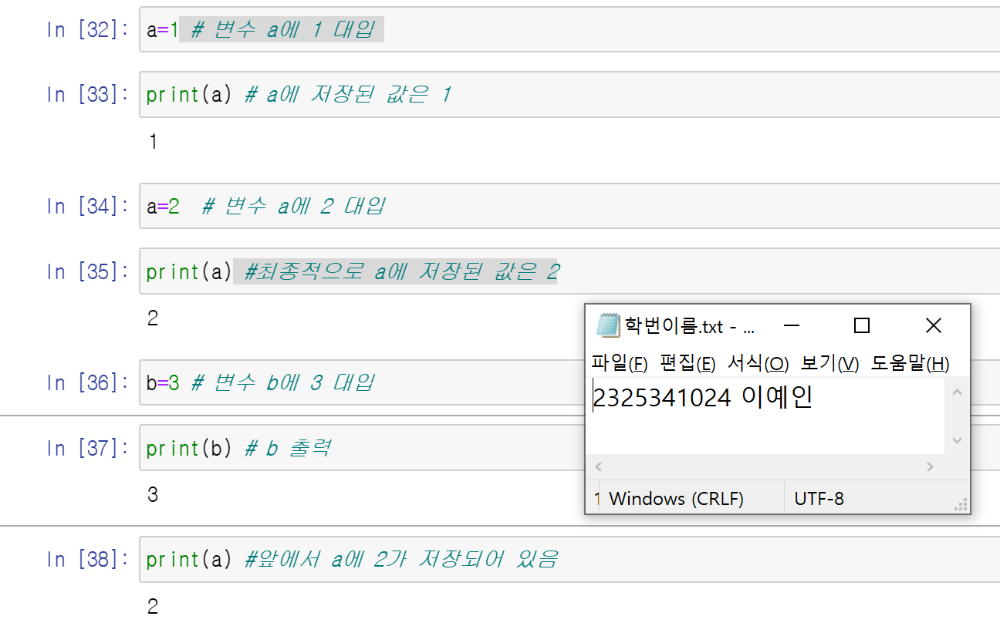 In [32]: a=1 # 변수 a에 1 대입
In [33]: print(a) # a에 저장된 값은 1
1
In [34]: a=2  # 변수 a에 2 대입
In [35]: print(a) #최종적으로 a에 저장된 값은 2
2
In [36]: b=3 # 변수 b에 3 대입
In [37]: print(b) # b 출력
3
In [38]: print(a) #앞에서 a에 2가 저장되어 있음
2
학번이름.txt - ...
파일(F) 편집(E) 서식(O) 보기(V) 도움말(H)
2325341024 이예인
1 Windows (CRLF) UTF-8